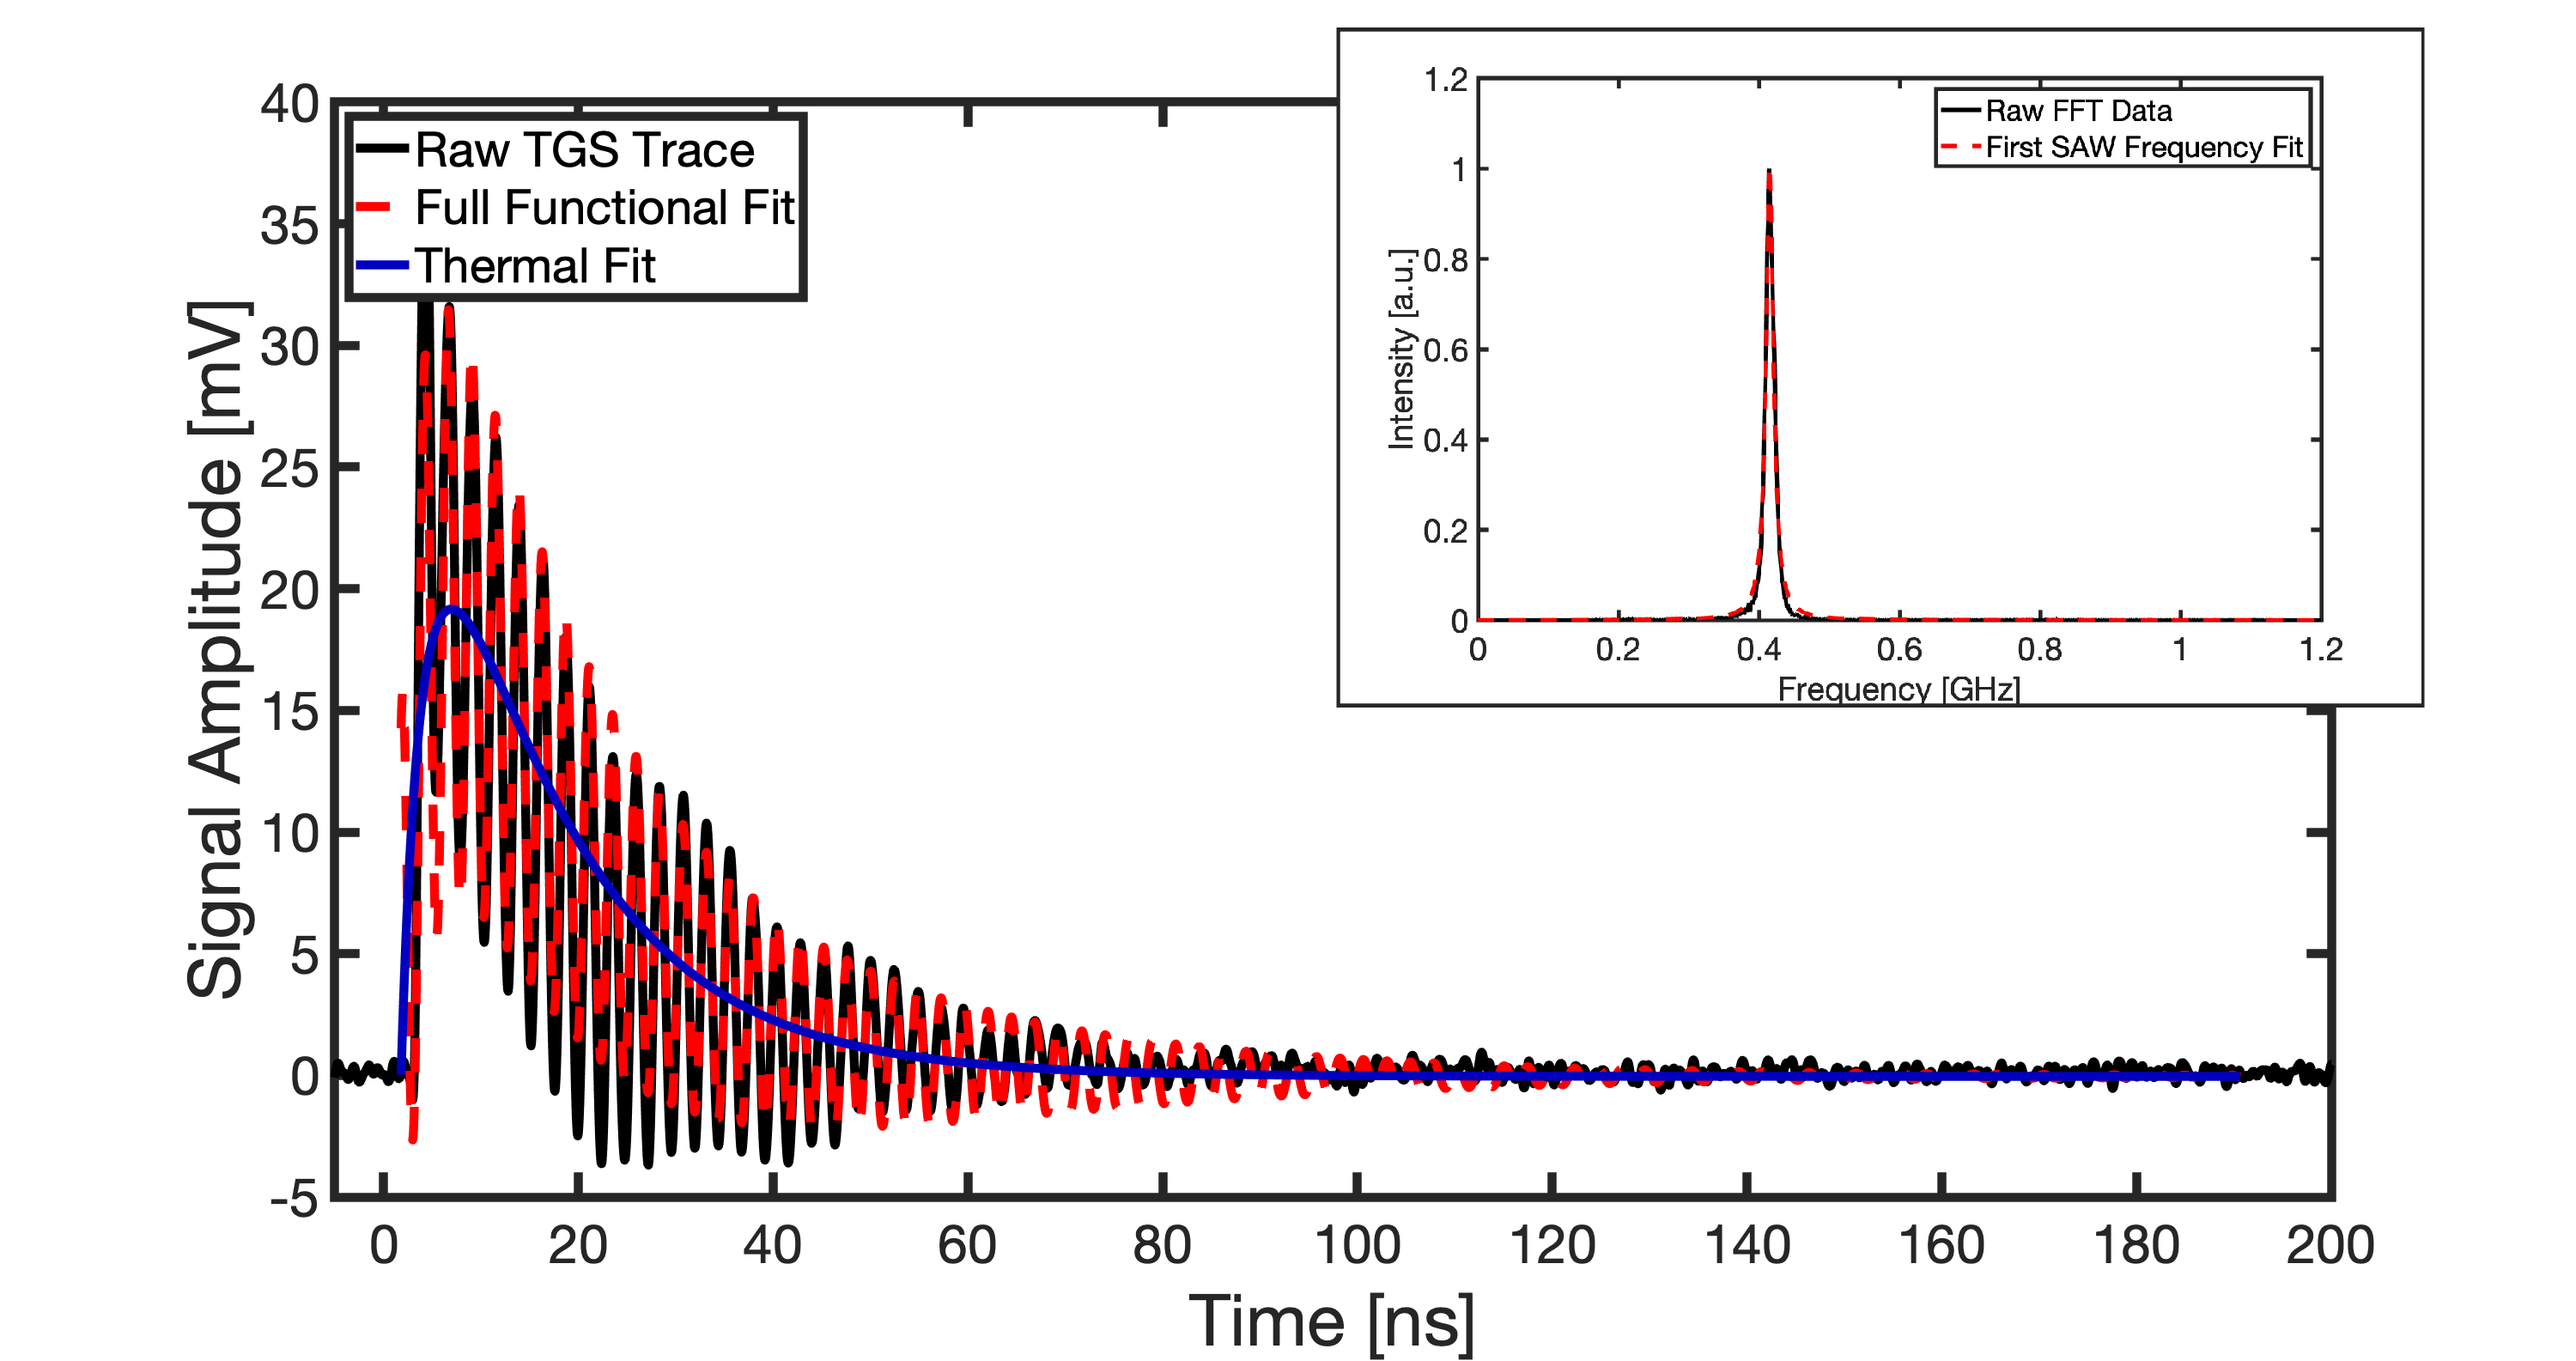 Signal Amplitude [mV]
40
35
30
25
20
15
10
5
0
-5
Raw TGS Trace
Full Functional Fit
Thermal Fit
0 20 40 60 80 100 120 140 160 180 200
Time [ns]
Intensity [a.u.]
1.2
1
0.8
0.6
0.4
0.2
0
Raw FFT Data
First SAW Frequency Fit
0 0.2 0.4 0.6 0.8 1 1.2
Frequency [GHz]